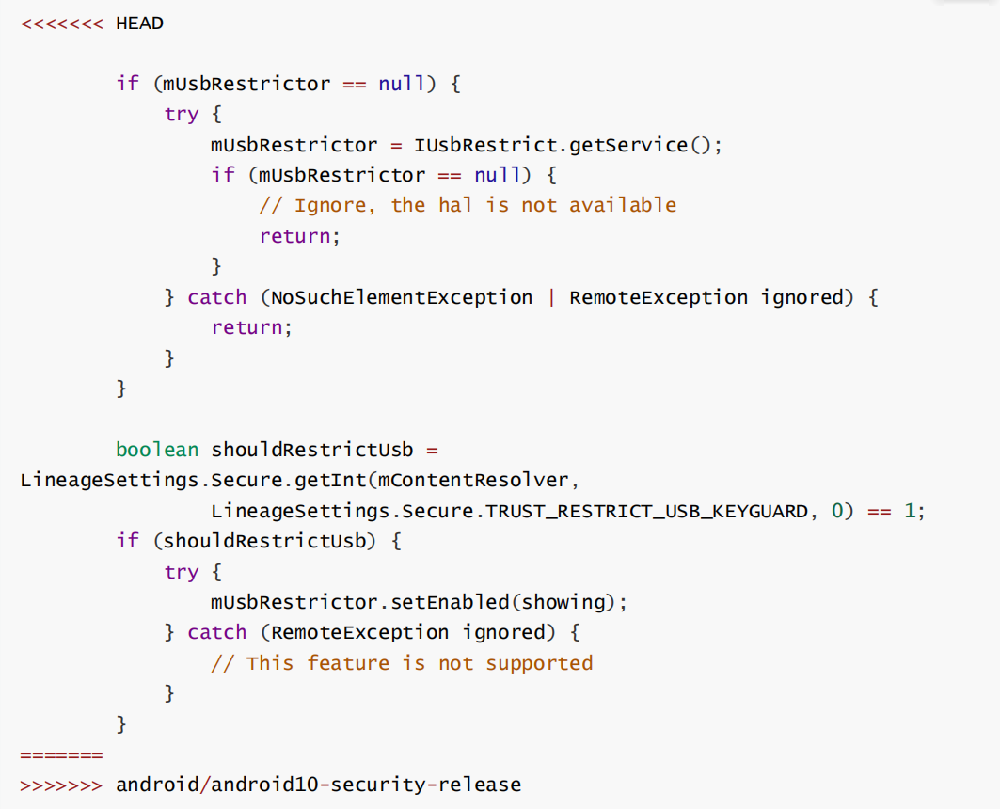 <<<<<<< HEAD
        if (mUsbRestrictor == null) {
            try {
                mUsbRestrictor = IUsbRestrict.getService();
                if (mUsbRestrictor == null) {
                    // Ignore, the hal is not available
                    return;
                }
            } catch (NoSuchElementException | RemoteException ignored) {
                return;
            }
        }
        boolean shouldRestrictUsb =
LineageSettings.Secure.getInt(mContentResolver,
                LineageSettings.Secure.TRUST_RESTRICT_USB_KEYGUARD, 0) == 1;
        if (shouldRestrictUsb) {
            try {
                mUsbRestrictor.setEnabled(showing);
            } catch (RemoteException ignored) {
                // This feature is not supported
            }
        }
=======
>>>>>>> android/android10-security-release